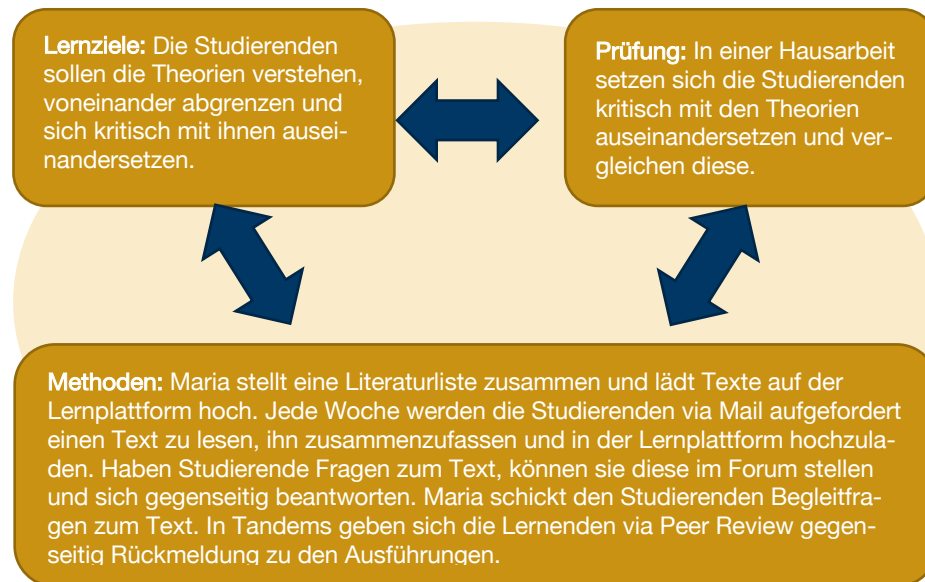 Lernziele: Die Studierenden
sollen die Theorien verstehen,
voneinander abgrenzen und
sich kritisch mit ihnen ausei-
nandersetzen.
Prüfung: In einer Hausarbeit
setzen sich die Studierenden
kritisch mit den Theorien
auseinandersetzen und ver-
gleichen diese.
Methoden: Maria stellt eine Literaturliste zusammen und lädt Texte auf der
Lernplattform hoch. Jede Woche werden die Studierenden via Mail aufgefordert
einen Text zu lesen, ihn zusammenzufassen und in der Lernplattform hochzula-
den. Haben Studierende Fragen zum Text, können sie diese im Forum stellen
und sich gegenseitig beantworten. Maria schickt den Studierenden Begleitfra-
gen zum Text. In Tandems geben sich die Lernenden via Peer Review gegen-
seitig Rückmeldung zu den Ausführungen.